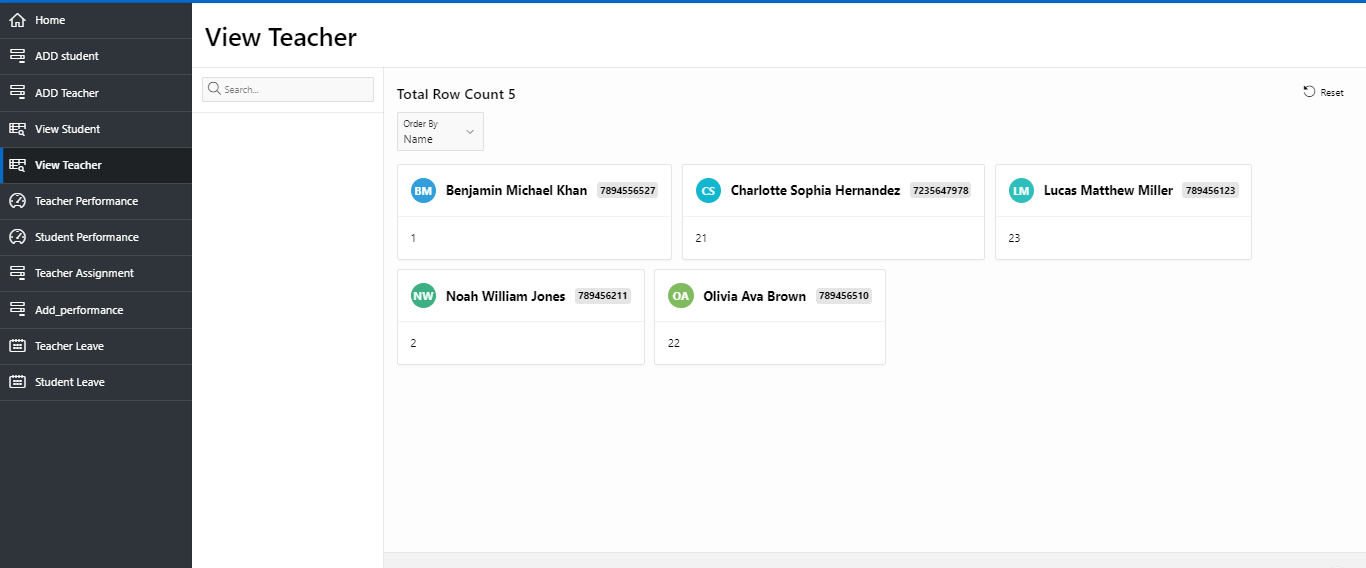 Home
ADD student
ADD Teacher
View Student
View Teacher
Teacher Performance
Student Performance
Teacher Assignment
Add_performance
Teacher Leave
Student Leave
View Teacher
Search...
Total Row Count 5
Reset
Order By
Name
BM Benjamin Michael Khan 7894556527
1
CS Charlotte Sophia Hernandez 7235647978
21
LM Lucas Matthew Miller 789456123
23
NW Noah William Jones 789456211
2
OA Olivia Ava Brown 789456510
22